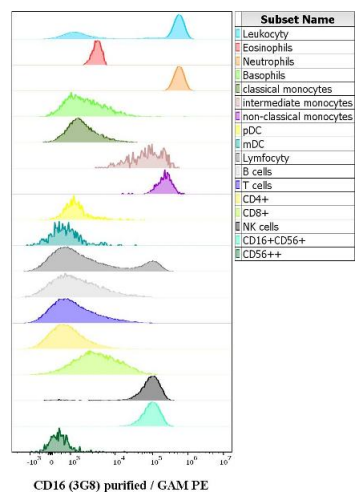 Subset Name
Leukocyty
Eosinophils
Neutrophils
Basophils
classical monocytes
intermediate monocytes
non-classical monocytes
pDC
mDC
Lymfocyty
B cells
T cells
CD4+
CD8+
NK cells
CD16+CD56+
CD56++
-10³ 0 10³ 10⁴ 10⁵ 10⁶ 10⁷
CD16 (3G8) purified / GAM PE